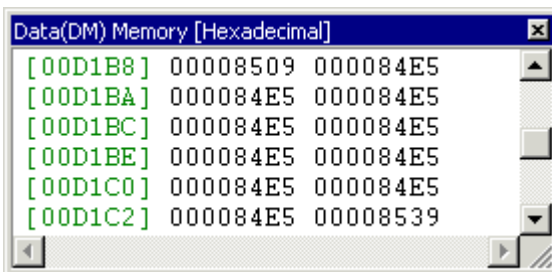 Data(DM) Memory [Hexadecimal]
[00D1B8] 00008509 000084E5
[00D1BA] 000084E5 000084E5
[00D1BC] 000084E5 000084E5
[00D1BE] 000084E5 000084E5
[00D1C0] 000084E5 000084E5
[00D1C2] 000084E5 00008539